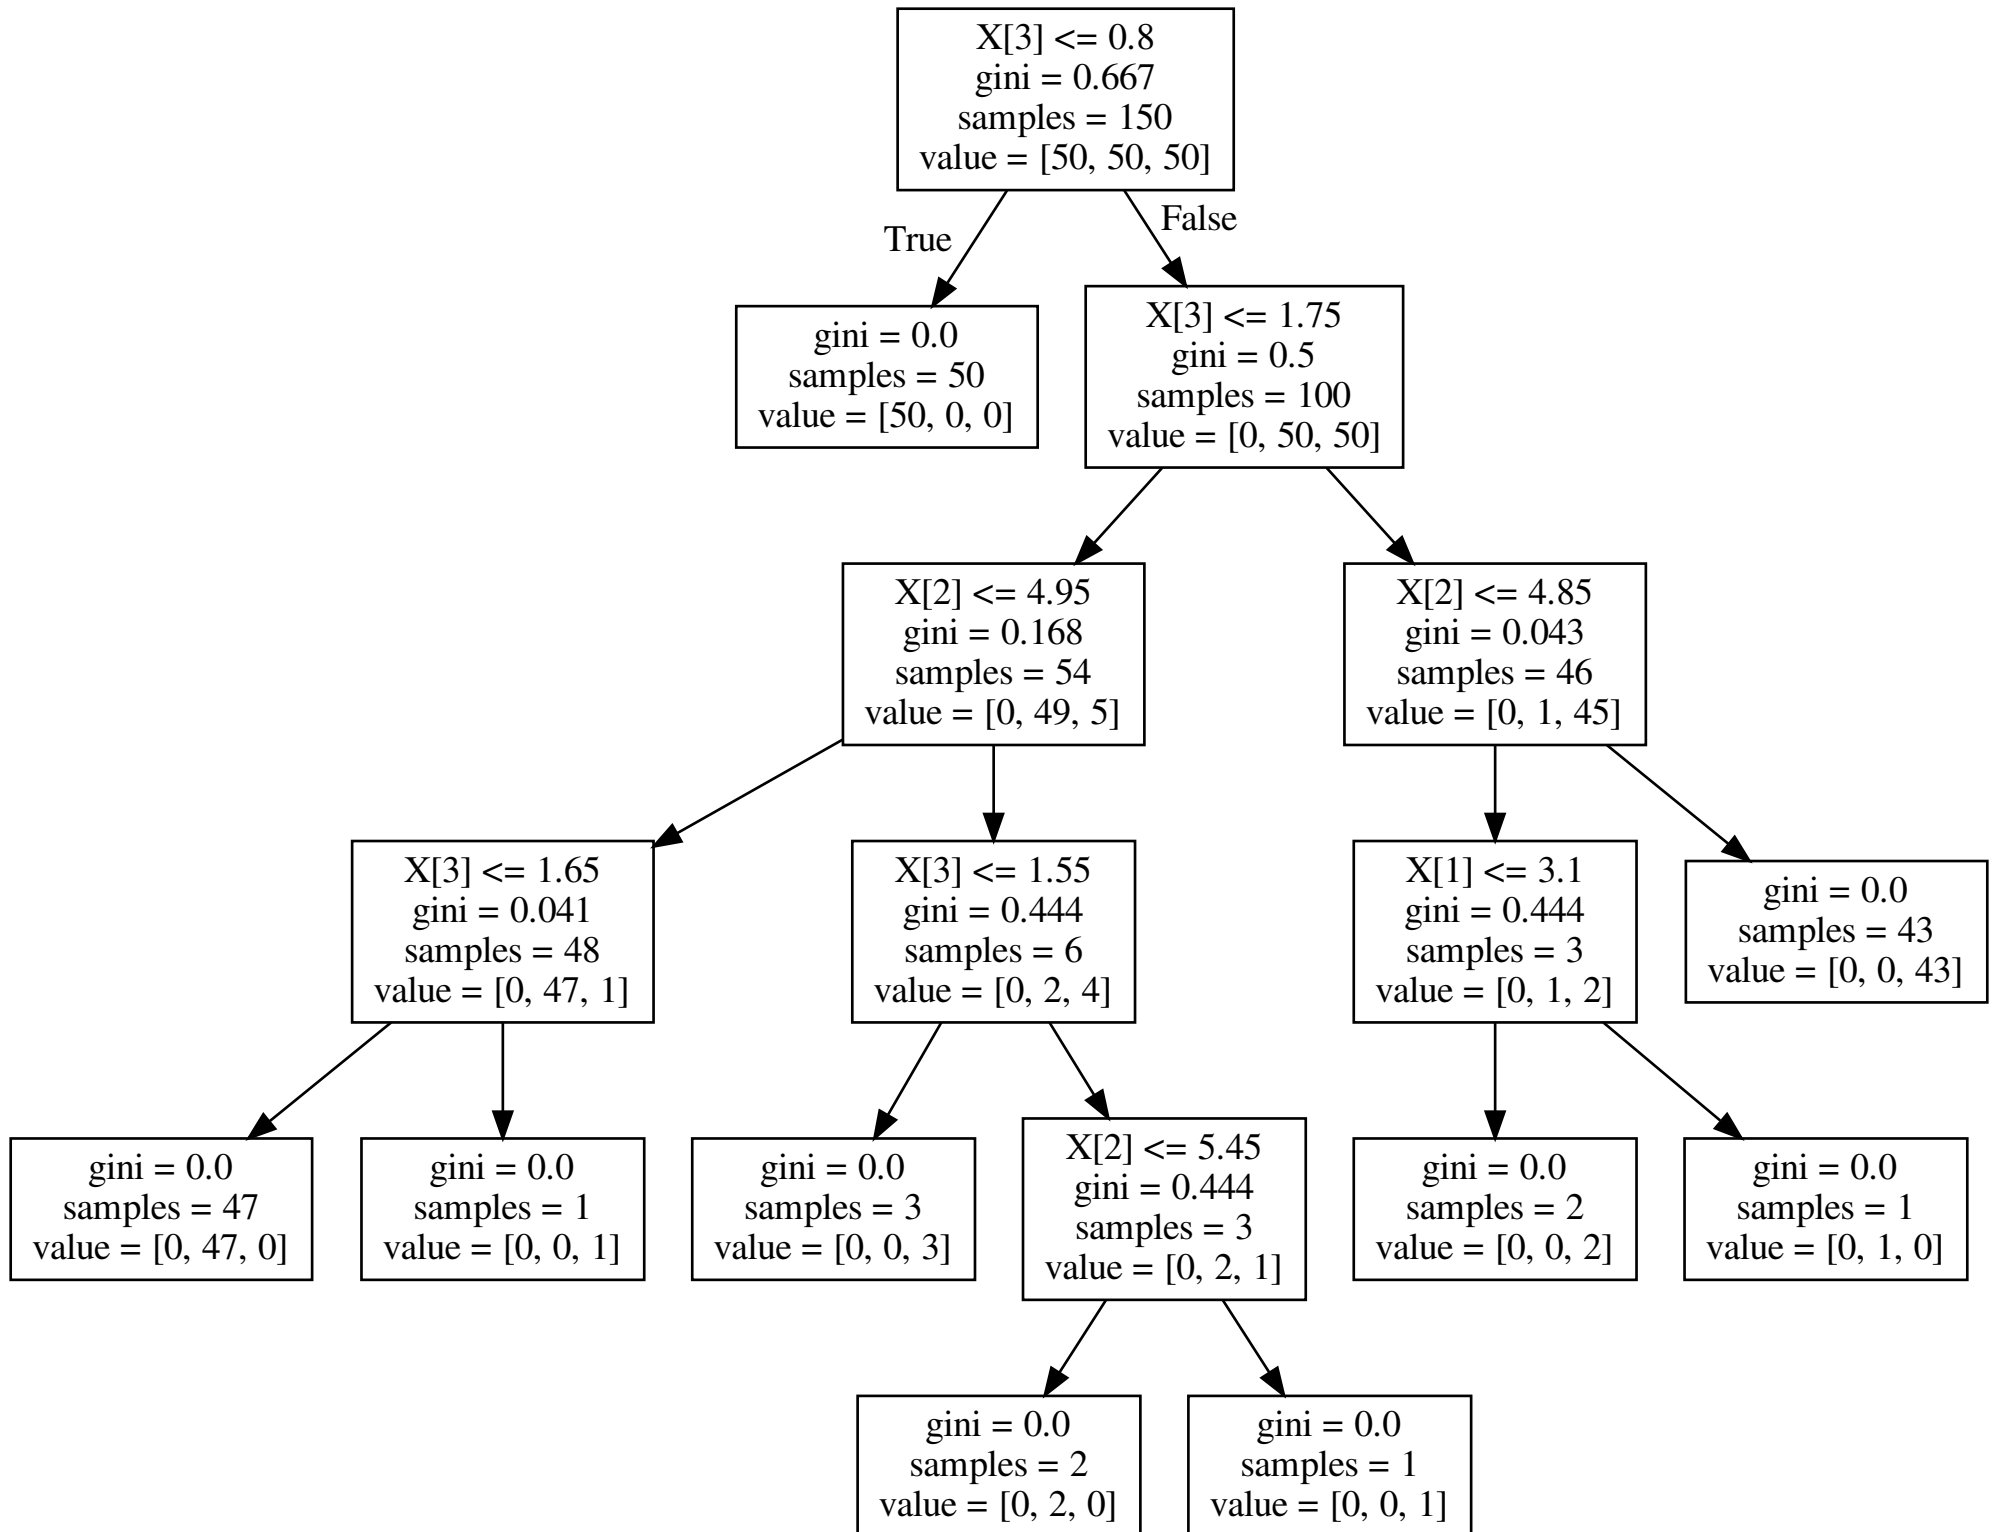 X[3] <= 0.8
gini = 0.667
samples = 150
value = [50, 50, 50]
True
False
gini = 0.0
samples = 50
value = [50, 0, 0]
X[3] <= 1.75
gini = 0.5
samples = 100
value = [0, 50, 50]
X[2] <= 4.95
gini = 0.168
samples = 54
value = [0, 49, 5]
X[2] <= 4.85
gini = 0.043
samples = 46
value = [0, 1, 45]
X[3] <= 1.65
gini = 0.041
samples = 48
value = [0, 47, 1]
X[3] <= 1.55
gini = 0.444
samples = 6
value = [0, 2, 4]
X[1] <= 3.1
gini = 0.444
samples = 3
value = [0, 1, 2]
gini = 0.0
samples = 43
value = [0, 0, 43]
gini = 0.0
samples = 47
value = [0, 47, 0]
gini = 0.0
samples = 1
value = [0, 0, 1]
gini = 0.0
samples = 3
value = [0, 0, 3]
X[2] <= 5.45
gini = 0.444
samples = 3
value = [0, 2, 1]
gini = 0.0
samples = 2
value = [0, 0, 2]
gini = 0.0
samples = 1
value = [0, 1, 0]
gini = 0.0
samples = 2
value = [0, 2, 0]
gini = 0.0
samples = 1
value = [0, 0, 1]